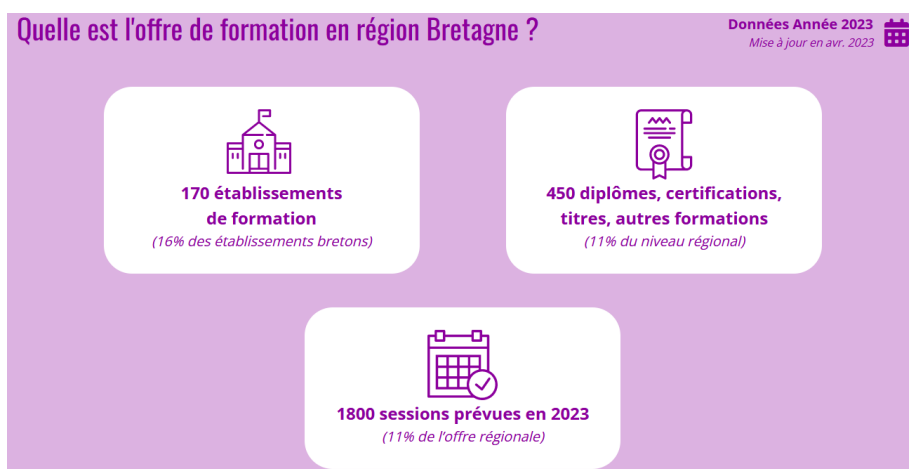 Quelle est l'offre de formation en région Bretagne ?
Données Année 2023
Mise à jour en avr. 2023
170 établissements
de formation
(16% des établissements bretons)
450 diplômes, certifications,
titres, autres formations
(11% du niveau régional)
1800 sessions prévues en 2023
(11% de l’offre régionale)